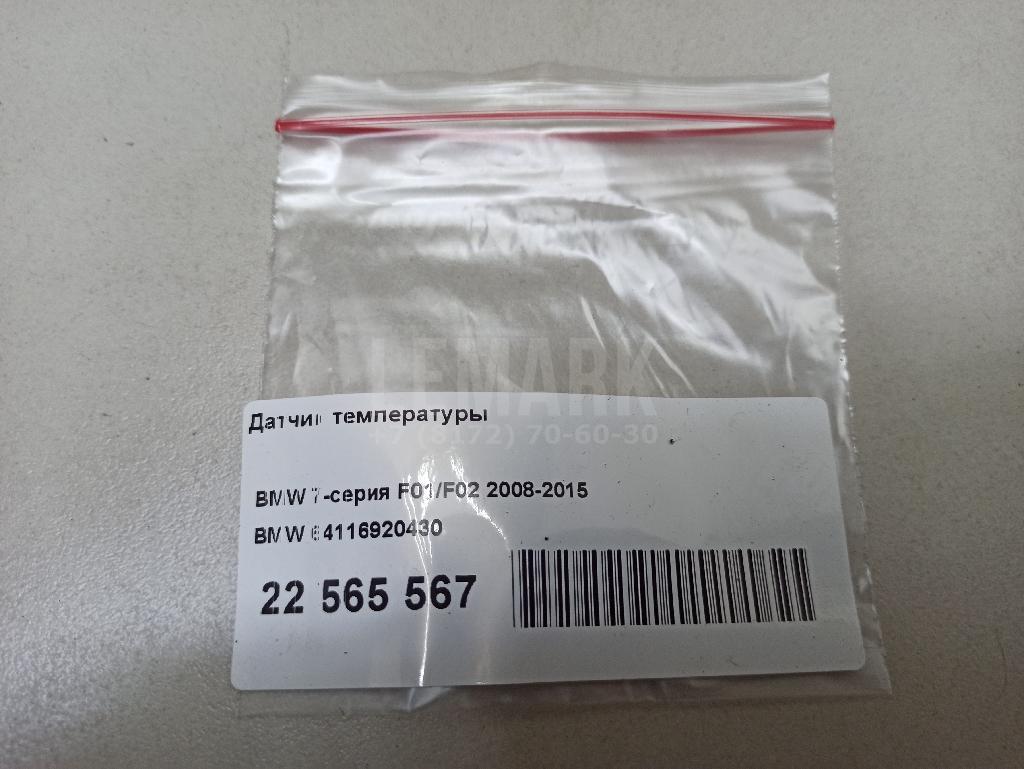 LEMARK
Датчик температуры
+7 (8172) 70-60-30
BMW 7-серия F01/F02 2008-2015
BMW 64116920430
22 565 567